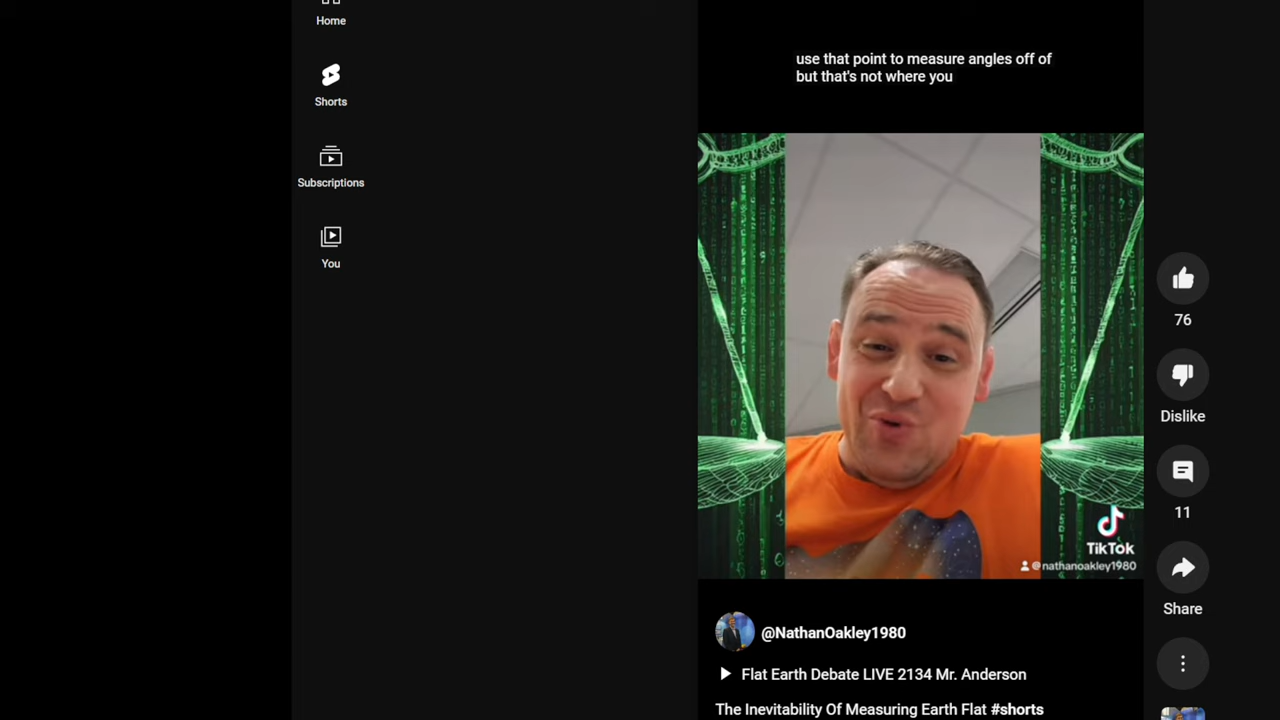 Home
Shorts
Subscriptions
You
use that point to measure angles off of
but that's not where you
TikTok
@nathanoakley1980
76
Dislike
11
Share
@NathanOakley1980
Flat Earth Debate LIVE 2134 Mr. Anderson
The Inevitability Of Measuring Earth Flat #shorts